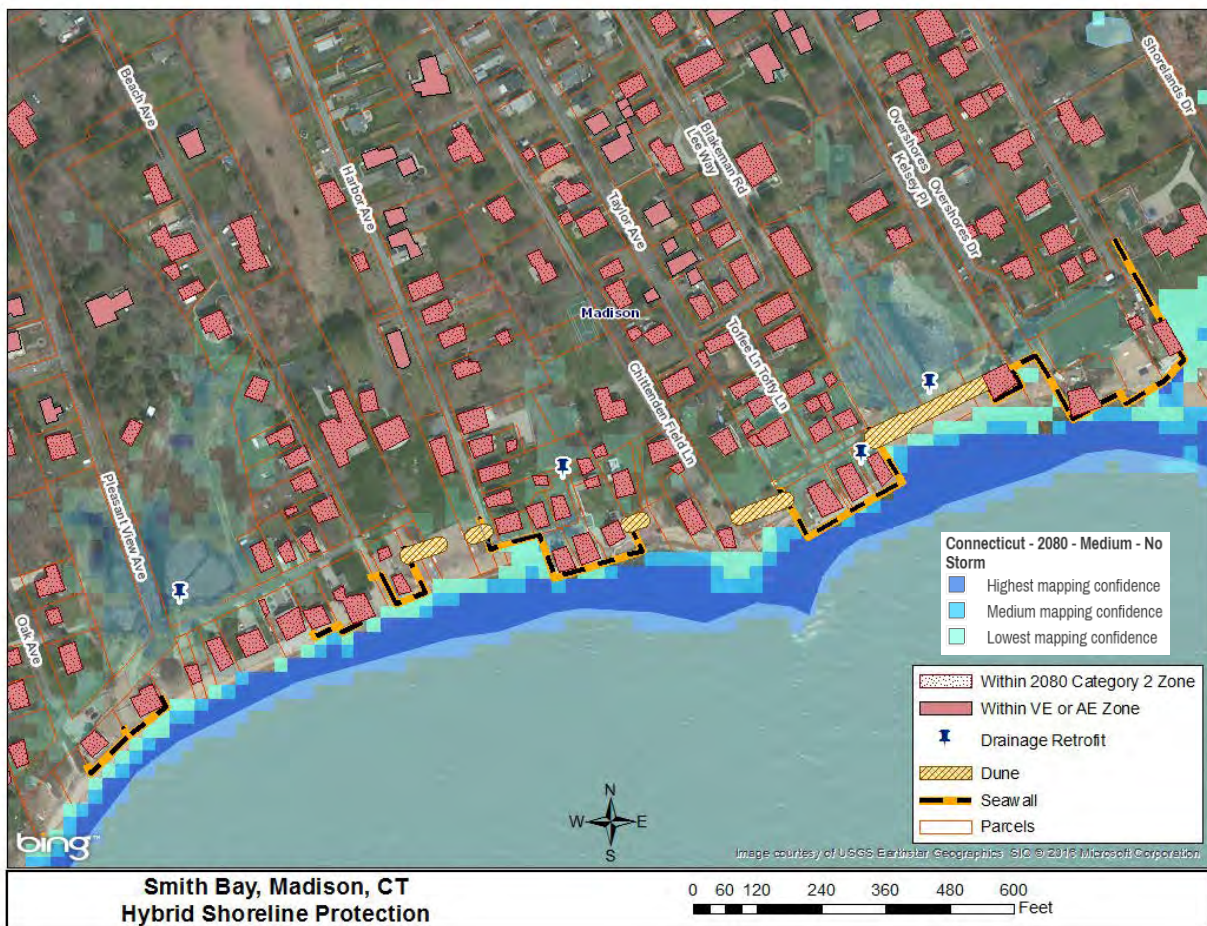 Beach Ave
Harbor Ave
Taylor Ave
Blakeman Rd
Lee Way
Overshores
Kelsey Pl
Overshores Dr
Shorelands Dr
Madison
Chittenden Field Ln
Toffee Ln Toffy Ln
Pleasant View Ave
Oak Ave
Connecticut - 2080 - Medium - No
Storm
Highest mapping confidence
Medium mapping confidence
Lowest mapping confidence
Within 2080 Category 2 Zone
Within VE or AE Zone
Drainage Retrofit
Dune
Seawall
Parcels
N
W E
S
bing™
Image courtesy of USGS Earthstar Geographics SIO © 2016 Microsoft Corporation
Smith Bay, Madison, CT
Hybrid Shoreline Protection
0 60 120 240 360 480 600
Feet